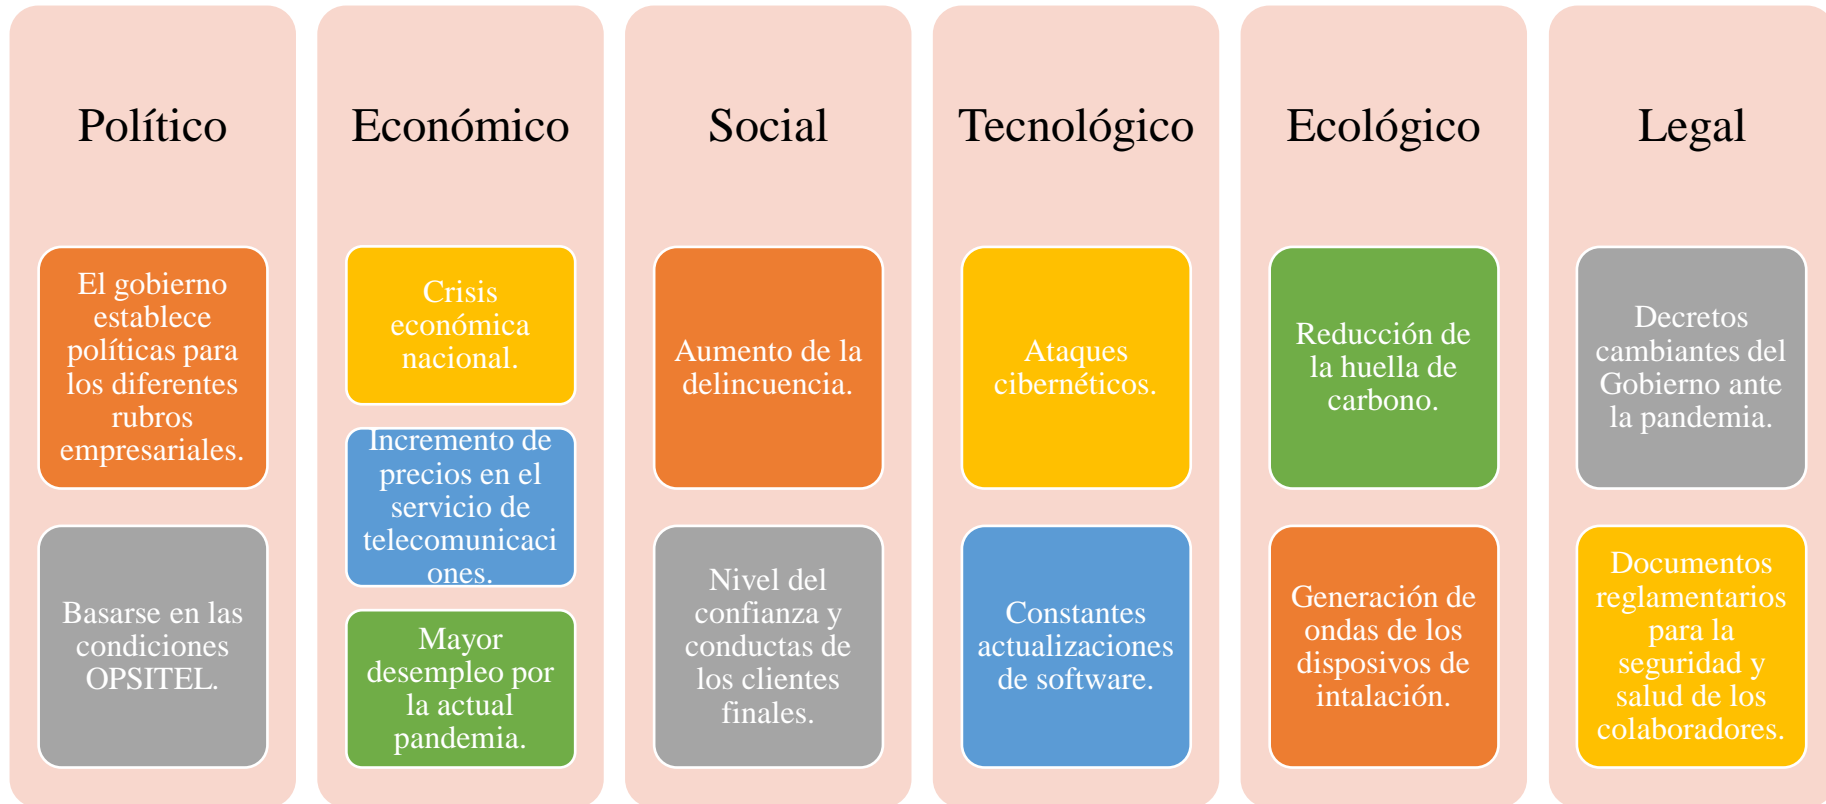 Político
El gobierno
establece
políticas para
los diferentes
rubros
empresariales.
Basarse en las
condiciones
OPSITEL.
Económico
Crisis
económica
nacional.
Incremento de
precios en el
servicio de
telecomunicaci
ones.
Mayor
desempleo por
la actual
pandemia.
Social
Aumento de la
delincuencia.
Nivel del
confianza y
conductas de
los clientes
finales.
Tecnológico
Ataques
cibernéticos.
Constantes
actualizaciones
de software.
Ecológico
Reducción de
la huella de
carbono.
Generación de
ondas de los
disposivos de
intalación.
Legal
Decretos
cambiantes del
Gobierno ante
la pandemia.
Documentos
reglamentarios
para la
seguridad y
salud de los
colaboradores.